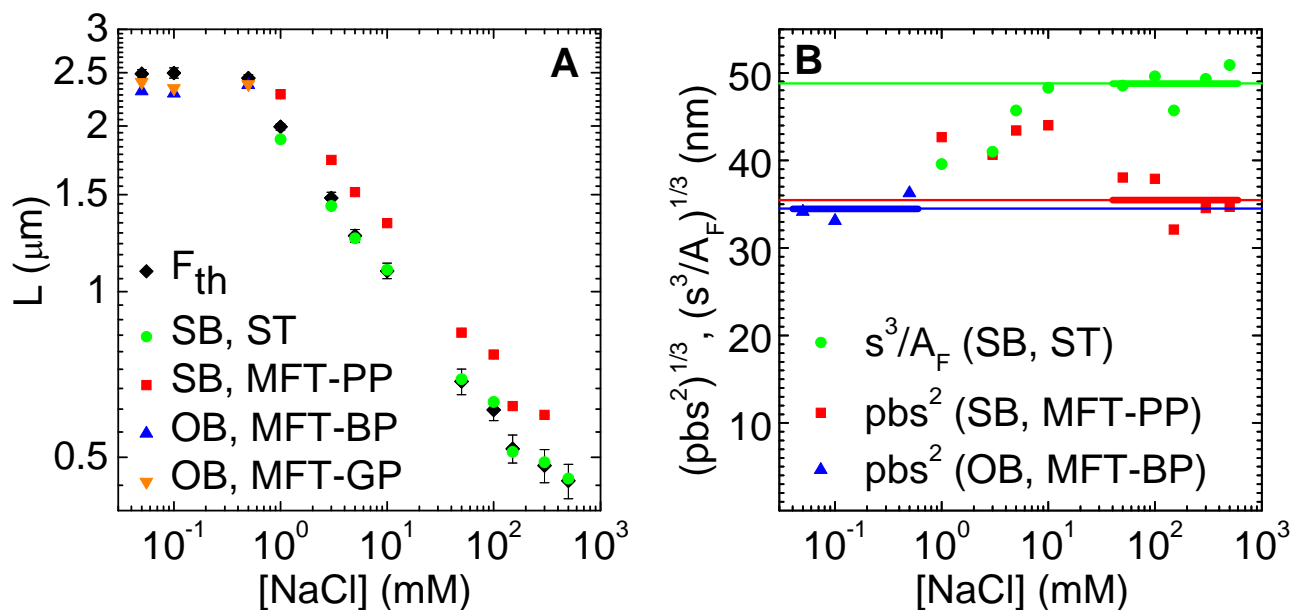 A
3
2.5
2
1.5
1
0.5
L (μm)
F_th
SB, ST
SB, MFT-PP
OB, MFT-BP
OB, MFT-GP
10^-1 10^0 10^1 10^2 10^3
[NaCl] (mM)
B
50
40
30
20
10
(pbs^2)^1/3, (s^3/A_F)^1/3 (nm)
s^3/A_F (SB, ST)
pbs^2 (SB, MFT-PP)
pbs^2 (OB, MFT-BP)
10^-1 10^0 10^1 10^2 10^3
[NaCl] (mM)